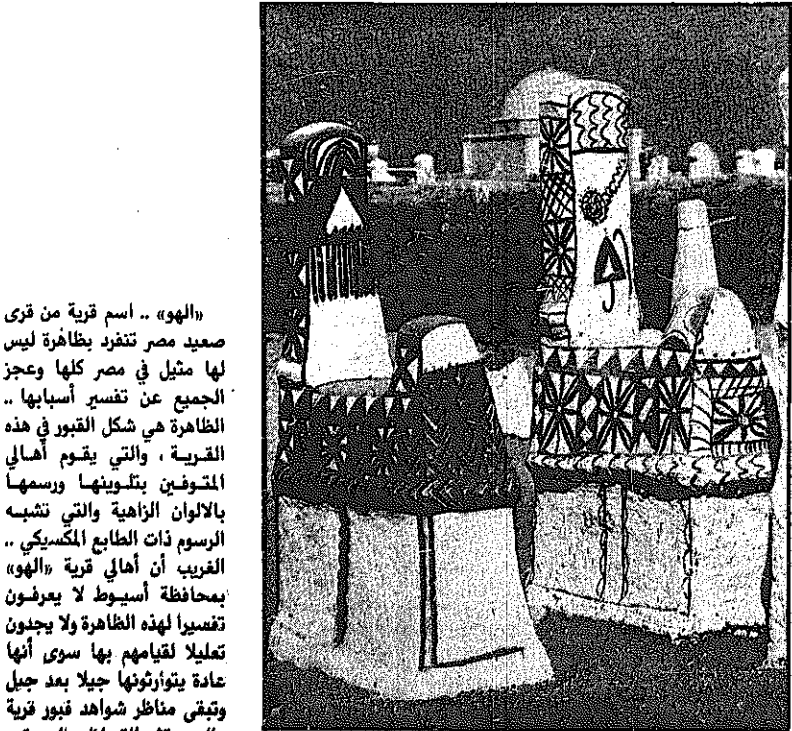 «الهو» .. اسم قرية من قرى
صعيد مصر تنفرد بظاهرة ليس
لها مثيل في مصر كلها وعجز
الجميع عن تفسير أسبابها ..
الظاهرة هي شكل القبور في هذه
القرية ، والتي يقوم أهالي
المتوفين بتلوينها ورسمها
بالالوان الزاهية والتي تشبه
الرسوم ذات الطابع المكسيكي ..
الغريب أن أهالي قرية «الهو»
بمحافظة أسيوط لا يعرفون
تفسيرا لهذه الظاهرة ولا يجدون
تعليلا لقيامهم بها سوى أنها
عادة يتوارثونها جيلا بعد جيل
وتبقى مناظر شواهد قبور قرية